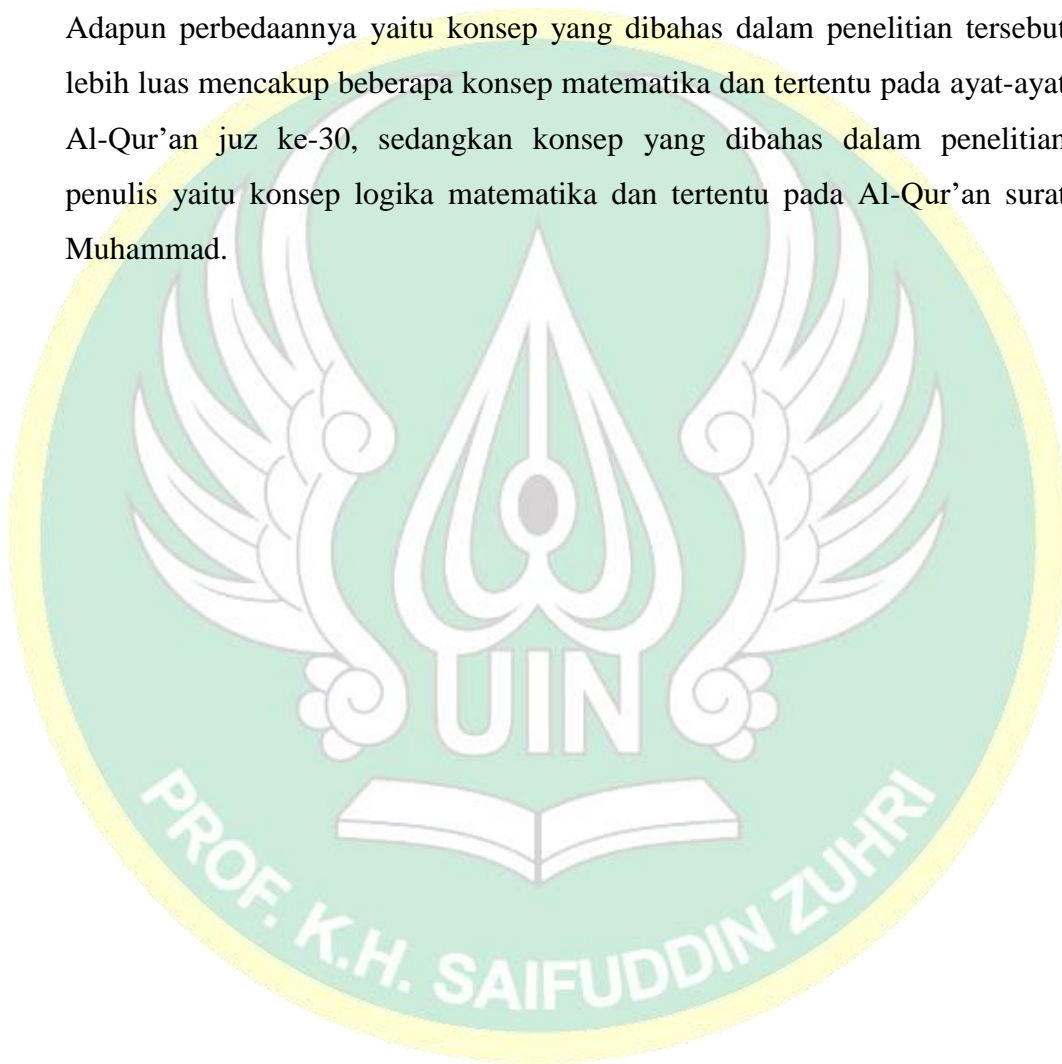 Adapun perbedaannya yaitu konsep yang dibahas dalam penelitian tersebut
lebih luas mencakup beberapa konsep matematika dan tertentu pada ayat-ayat
Al-Qur'an juz ke-30, sedangkan konsep yang dibahas dalam penelitian
penulis yaitu konsep logika matematika dan tertentu pada Al-Qur'an surat
Muhammad.
UIN
PROF. K.H. SAIFUDDIN ZUHRI